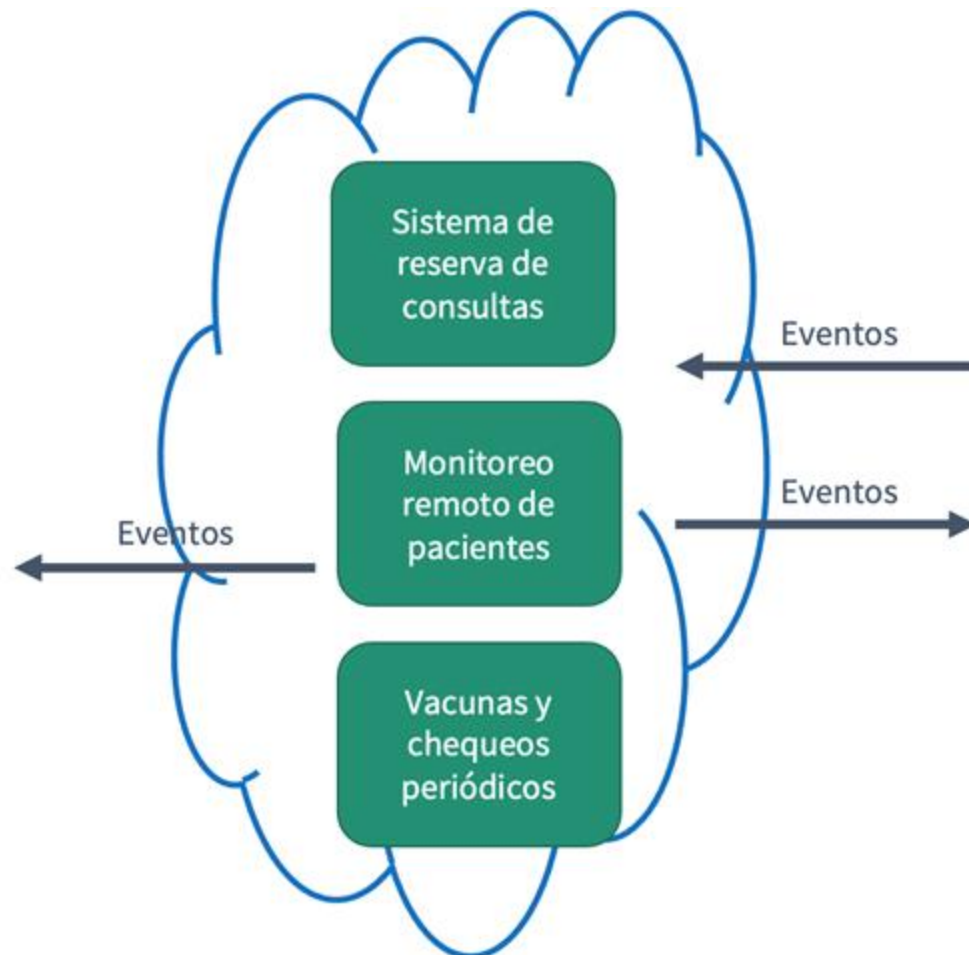 Sistema de
reserva de
consultas
Eventos
Monitoreo
remoto de
pacientes
Eventos
Eventos
Vacunas y
chequeos
periódicos